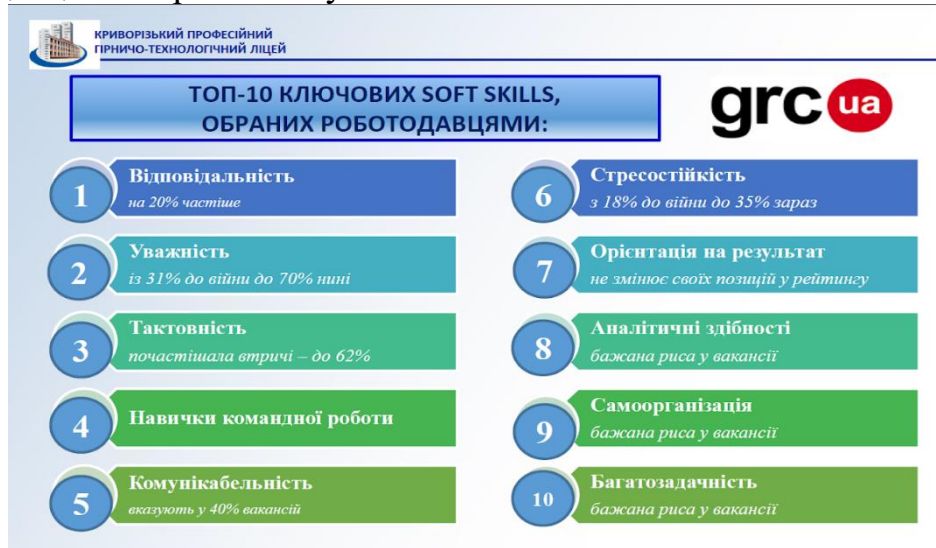 КРИВОРІЗЬКИЙ ПРОФЕСІЙНИЙ
ГІРНИЧО-ТЕХНОЛОГІЧНИЙ ЛІЦЕЙ
ТОП-10 КЛЮЧОВИХ SOFT SKILLS,
ОБРАНИХ РОБОТОДАВЦЯМИ:
grc ua
1
Відповідальність
на 20% частіше
2
Уважність
із 31% до війни до 70% нині
3
Тактовність
почастішала втричі – до 62%
4
Навички командної роботи
5
Комунікабельність
вказують у 40% вакансій
6
Стресостійкість
з 18% до війни до 35% зараз
7
Орієнтація на результат
не змінює своїх позицій у рейтингу
8
Аналітичні здібності
бажана риса у вакансії
9
Самоорганізація
бажана риса у вакансії
10
Багатозадачність
бажана риса у вакансії